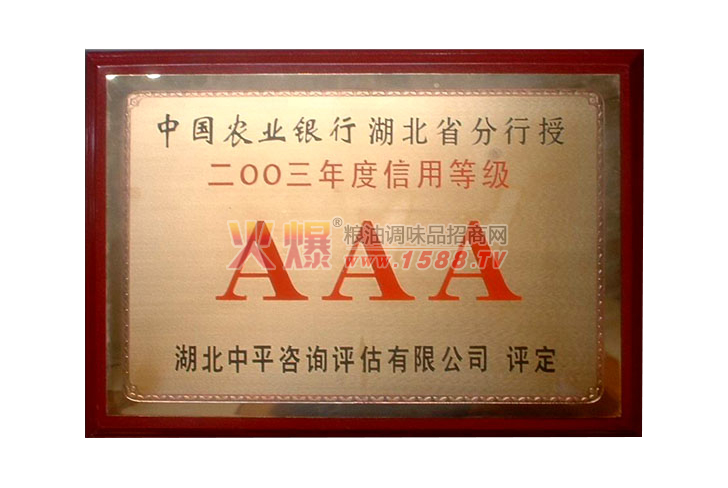 中国农业银行湖北省分行授
二OO三年度信用等级
AAA
火爆®粮油调味品招商网
www.1588.TV
湖北中平咨询评估有限公司 评定